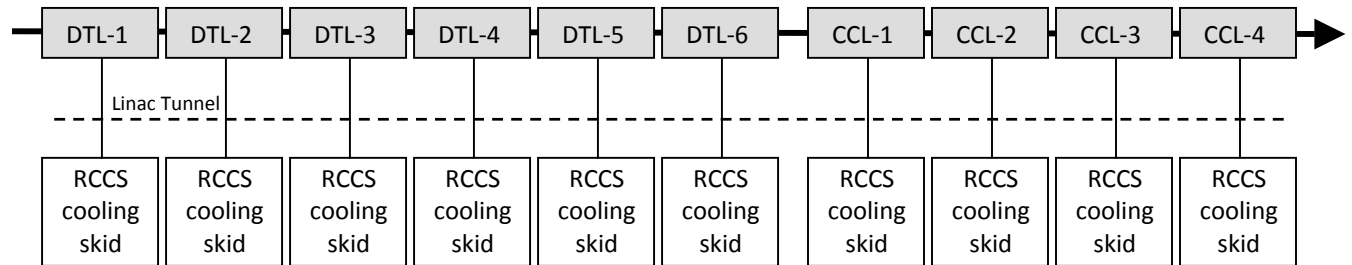 DTL-1 DTL-2 DTL-3 DTL-4 DTL-5 DTL-6 CCL-1 CCL-2 CCL-3 CCL-4
Linac Tunnel
RCCS RCCS RCCS RCCS RCCS RCCS RCCS RCCS RCCS RCCS
cooling cooling cooling cooling cooling cooling cooling cooling cooling cooling
skid skid skid skid skid skid skid skid skid skid